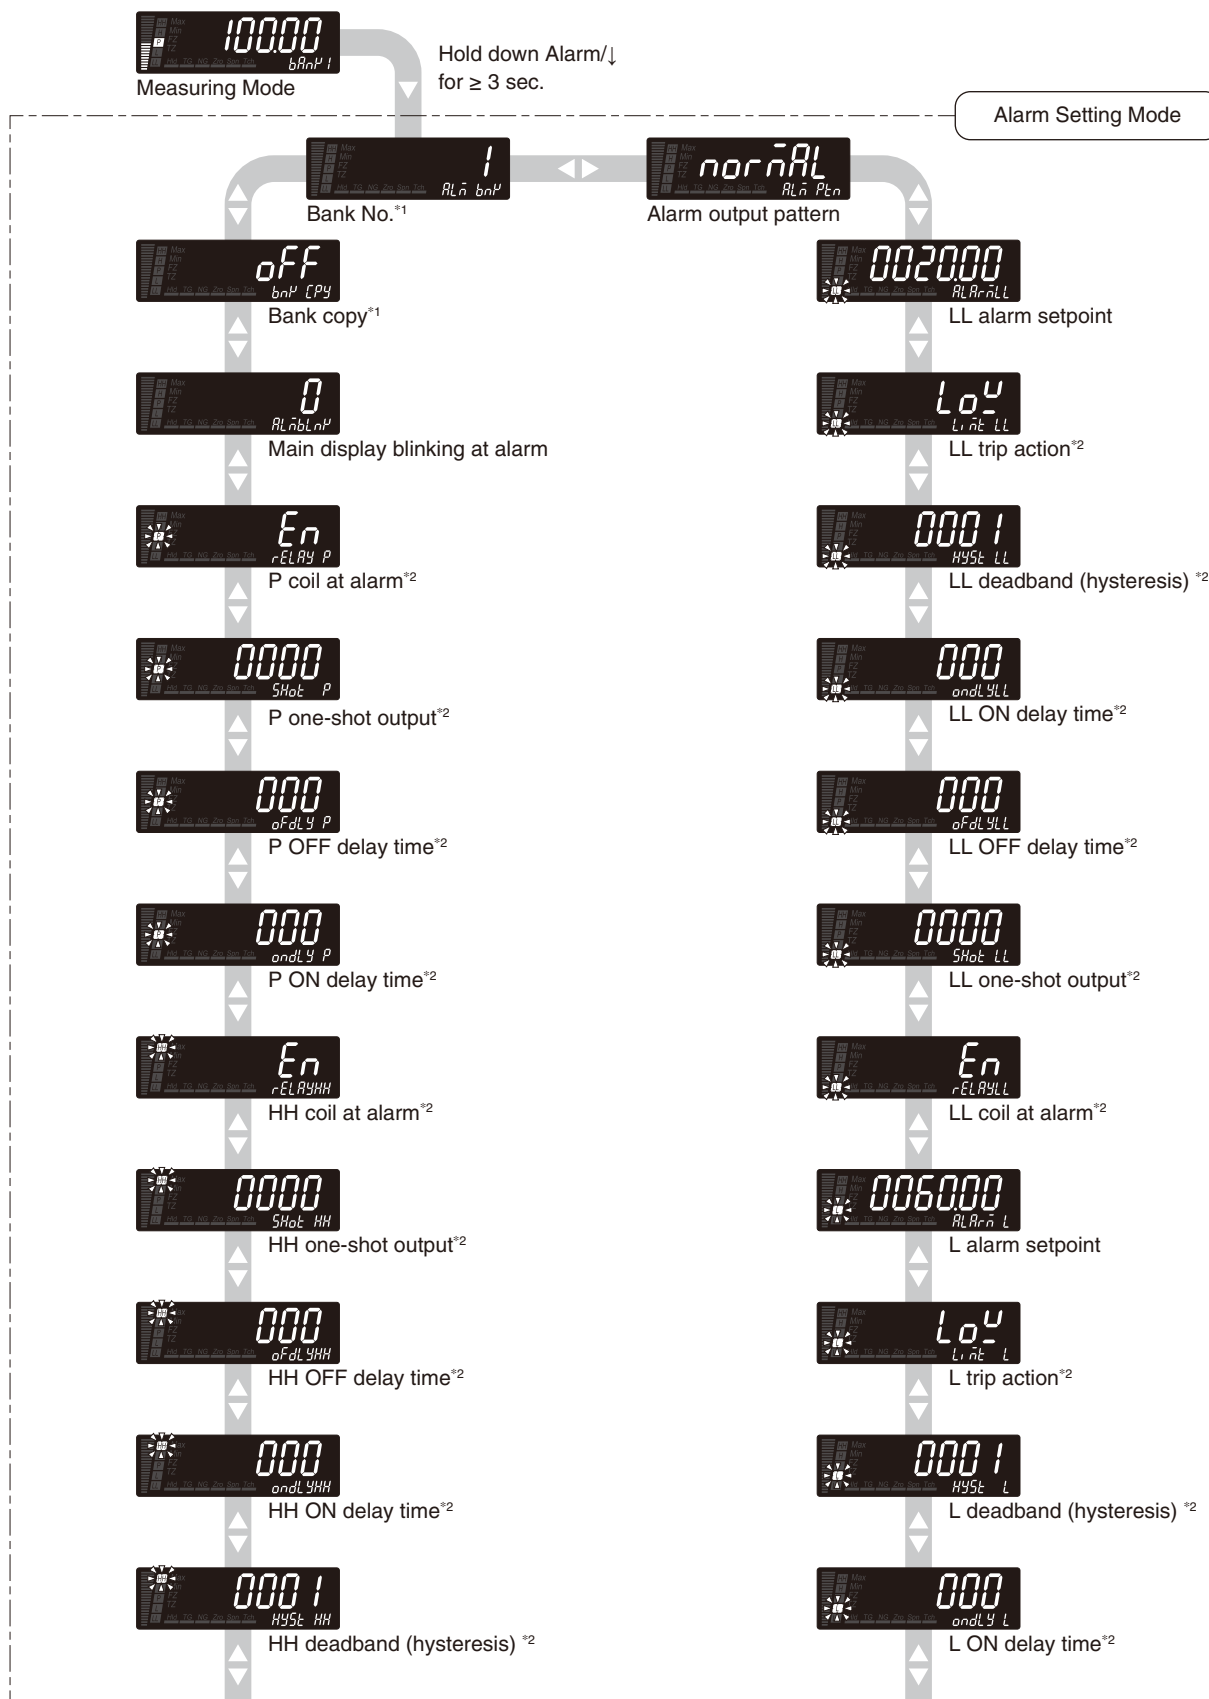 100.00
bAnK 1
Measuring Mode
Hold down Alarm/↓
for ≥ 3 sec.
Alarm Setting Mode
1
ALM bnK
Bank No.*1
norMAL
ALM Ptn
Alarm output pattern
oFF
bnK CPY
Bank copy*1
0
ALMbLnK
Main display blinking at alarm
En
rELAY P
P coil at alarm*2
0000
SHot P
P one-shot output*2
000
oFdLY P
P OFF delay time*2
000
ondLY P
P ON delay time*2
En
rELAYHH
HH coil at alarm*2
0000
SHot HH
HH one-shot output*2
000
oFdLYHH
HH OFF delay time*2
000
ondLYHH
HH ON delay time*2
0001
HYSt HH
HH deadband (hysteresis) *2
0020.00
ALArMLL
LL alarm setpoint
LoW
LiMt LL
LL trip action*2
0001
HYSt LL
LL deadband (hysteresis) *2
000
ondLYLL
LL ON delay time*2
000
oFdLYLL
LL OFF delay time*2
0000
SHot LL
LL one-shot output*2
En
rELAYLL
LL coil at alarm*2
0060.00
ALArM L
L alarm setpoint
LoW
LiMt L
L trip action*2
0001
HYSt L
L deadband (hysteresis) *2
000
ondLY L
L ON delay time*2